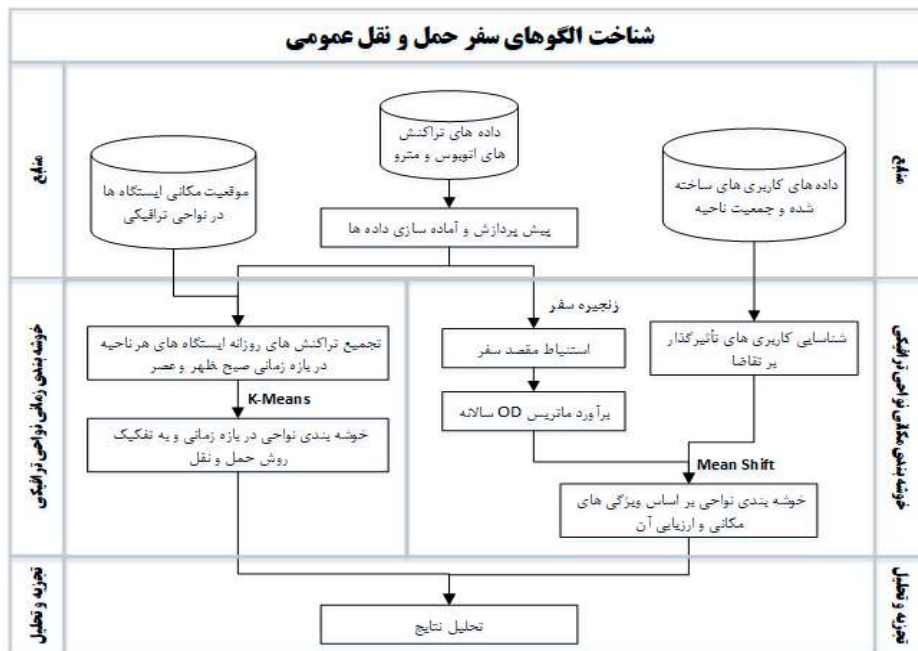 شناخت الگوهای سفر حمل و نقل عمومی
منابع
داده های تراکنش
های اتوبوس و مترو
موقعیت مکانی ایستگاه ها
در نواحی ترافیکی
داده های کاربری های ساخته
شده و جمعیت ناحیه
منابع
پیش پردازش و آماده سازی داده ها
خوشه بندی مکانی نواحی ترافیکی
زنجیره سفر
شناسایی کاربری های تأثیرگذار
بر تقاضا
استنباط مقصد سفر
برآورد ماتریس OD سالانه
Mean Shift
خوشه بندی نواحی بر اساس ویژگی های
مکانی و ارزیابی آن
خوشه بندی زمانی نواحی ترافیکی
تجمیع تراکنش های روزانه ایستگاه های هر ناحیه
در بازه زمانی صبح ظهر و عصر
K-Means
خوشه بندی نواحی در بازه زمانی و به تفکیک
روش حمل و نقل
تجزیه و تحلیل
تحلیل نتایج
تجزیه و تحلیل